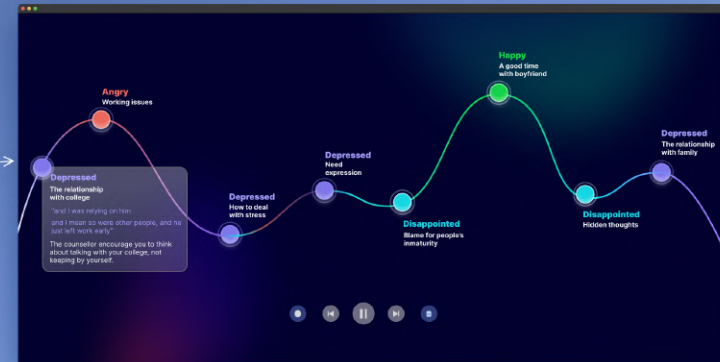 Angry
Working issues
Depressed
The relationship
with college
"and I was relying on him
and I mean so were other people, and he
just left work early"
The counsellor encourage you to think
about talking with your college, not
keeping by yourself.
Depressed
How to deal
with stress
Depressed
Need
expression
Disappointed
Blame for people's
inmaturity
Happy
A good time
with boyfriend
Disappointed
Hidden thoughts
Depressed
The relationship
with family